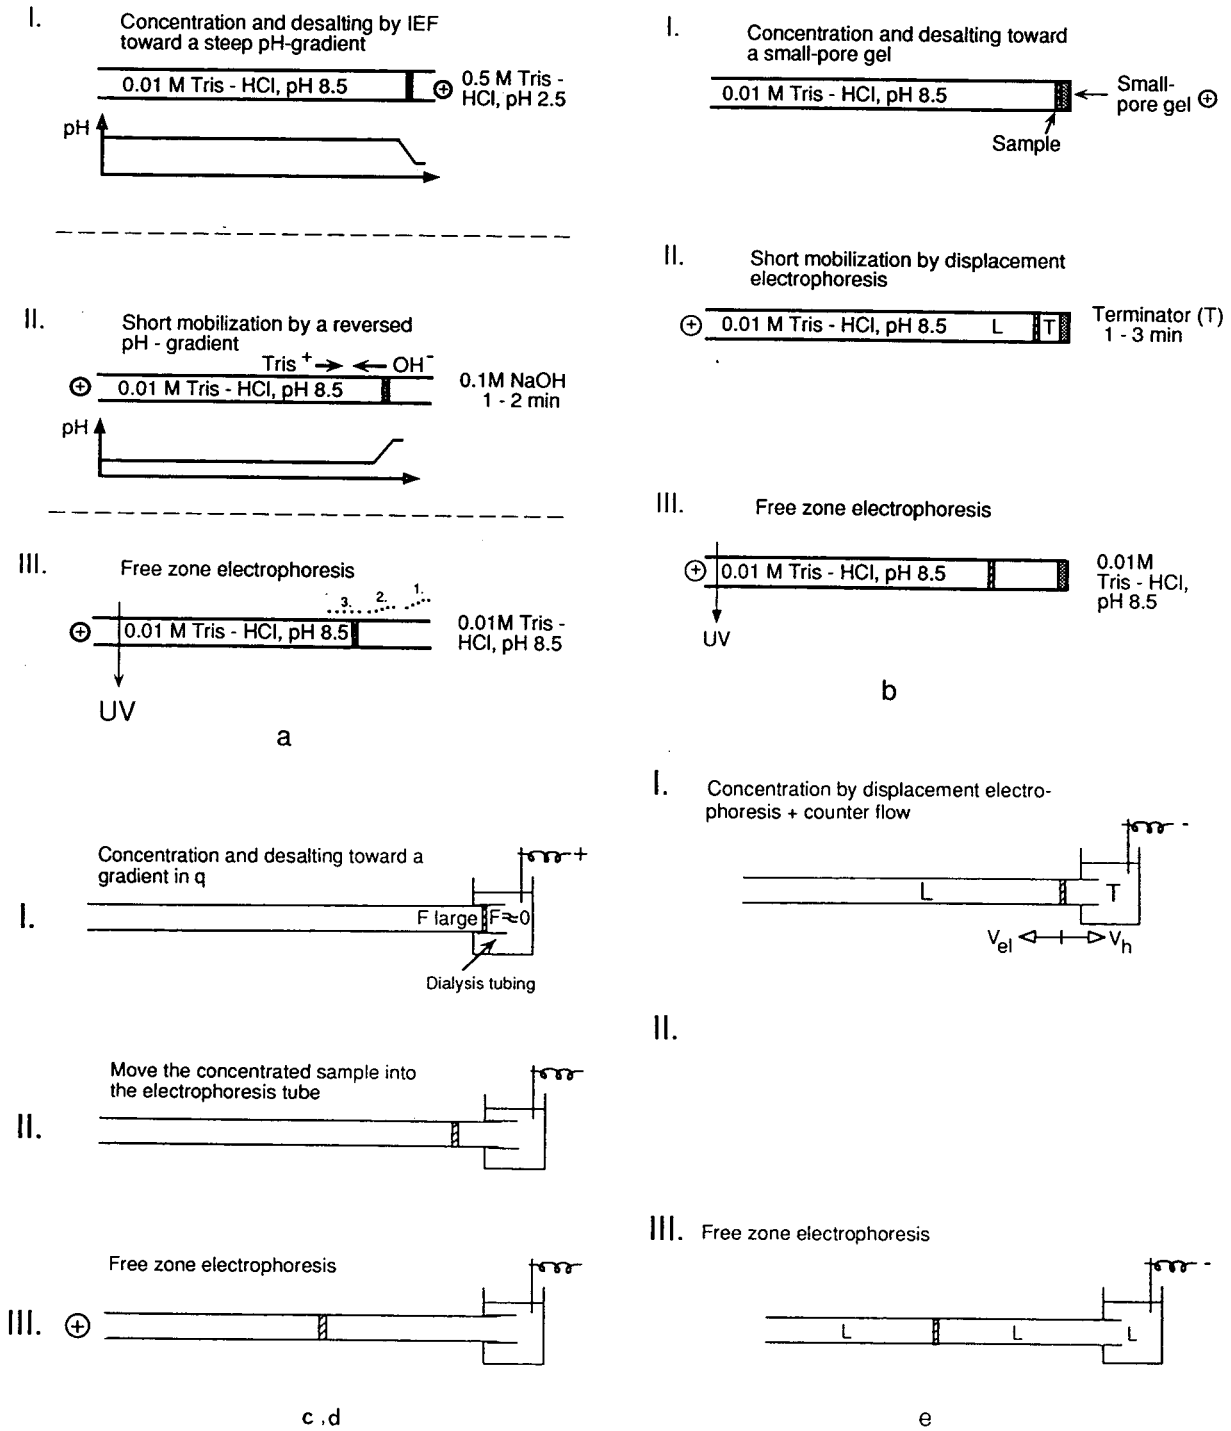 I.
Concentration and desalting by IEF
toward a steep pH-gradient
0.01 M Tris - HCl, pH 8.5
⊕ 0.5 M Tris -
HCl, pH 2.5
pH
II.
Short mobilization by a reversed
pH - gradient
Tris + OH -
⊕ 0.01 M Tris - HCl, pH 8.5
0.1M NaOH
1 - 2 min
pH
III.
Free zone electrophoresis
3. 2. 1.
⊕ 0.01 M Tris - HCl, pH 8.5
0.01M Tris -
HCl, pH 8.5
UV
a
I.
Concentration and desalting toward
a small-pore gel
0.01 M Tris - HCl, pH 8.5
Small-
pore gel ⊕
Sample
II.
Short mobilization by displacement
electrophoresis
⊕ 0.01 M Tris - HCl, pH 8.5 L T
Terminator (T)
1 - 3 min
III.
Free zone electrophoresis
⊕ 0.01 M Tris - HCl, pH 8.5
0.01M
Tris - HCl,
pH 8.5
UV
b
Concentration and desalting toward a
gradient in q
+
I.
F large F≈0
Dialysis tubing
Move the concentrated sample into
the electrophoresis tube
II.
Free zone electrophoresis
III. ⊕
c,d
I.
Concentration by displacement electro-
phoresis + counter flow
-
L T
Vel Vh
II.
III. Free zone electrophoresis
-
L L L
e